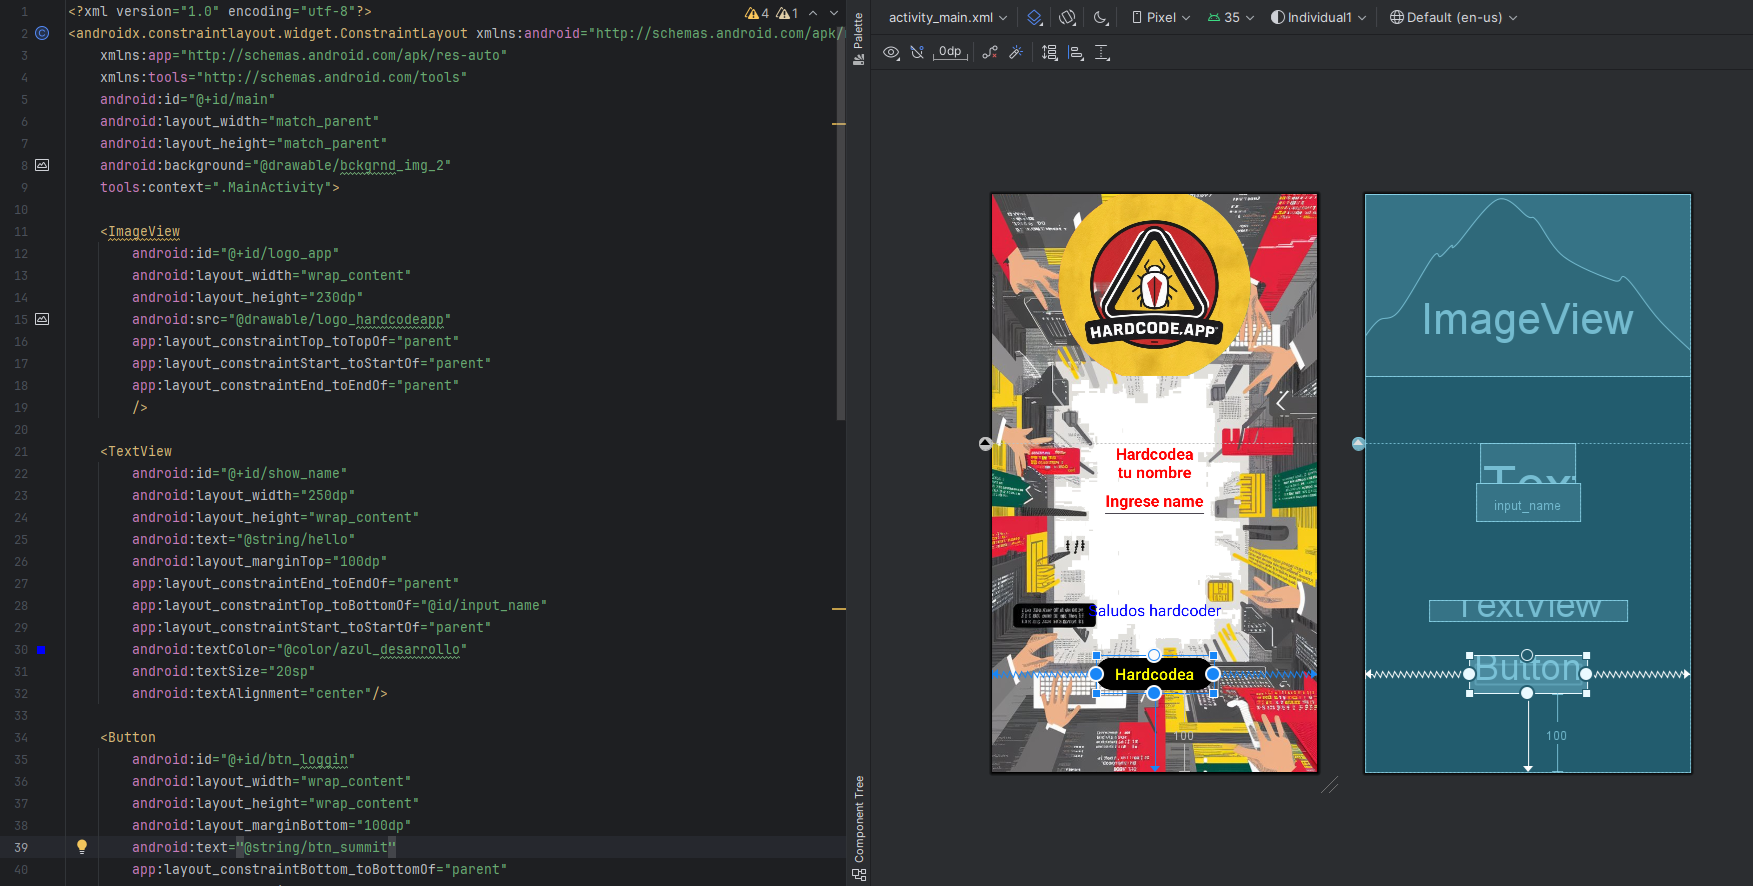 1 <?xml version="1.0" encoding="utf-8"?>
4 1
2 <androidx.constraintlayout.widget.ConstraintLayout xmlns:android="http://schemas.android.com/apk/
3 xmlns:app="http://schemas.android.com/apk/res-auto"
4 xmlns:tools="http://schemas.android.com/tools"
5 android:id="@+id/main"
6 android:layout_width="match_parent"
7 android:layout_height="match_parent"
8 android:background="@drawable/bckgrnd_img_2"
9 tools:context=".MainActivity">
10
11 <ImageView
12 android:id="@+id/logo_app"
13 android:layout_width="wrap_content"
14 android:layout_height="230dp"
15 android:src="@drawable/logo_hardcodeapp"
16 app:layout_constraintTop_toTopOf="parent"
17 app:layout_constraintStart_toStartOf="parent"
18 app:layout_constraintEnd_toEndOf="parent"
19 />
20
21 <TextView
22 android:id="@+id/show_name"
23 android:layout_width="250dp"
24 android:layout_height="wrap_content"
25 android:text="@string/hello"
26 android:layout_marginTop="100dp"
27 app:layout_constraintEnd_toEndOf="parent"
28 app:layout_constraintTop_toBottomOf="@id/input_name"
29 app:layout_constraintStart_toStartOf="parent"
30 android:textColor="@color/azul_desarrollo"
31 android:textSize="20sp"
32 android:textAlignment="center"/>
33
34 <Button
35 android:id="@+id/btn_loggin"
36 android:layout_width="wrap_content"
37 android:layout_height="wrap_content"
38 android:layout_marginBottom="100dp"
39 android:text="@string/btn_summit"
40 app:layout_constraintBottom_toBottomOf="parent"
Palette
Component Tree
activity_main.xml
Pixel
35
Individual1
Default (en-us)
0dp
HARDCODE.APP
Hardcodea
tu nombre
Ingrese name
Saludos hardcoder
Hardcodea
100
ImageView
Text
input_name
TextView
Button
100